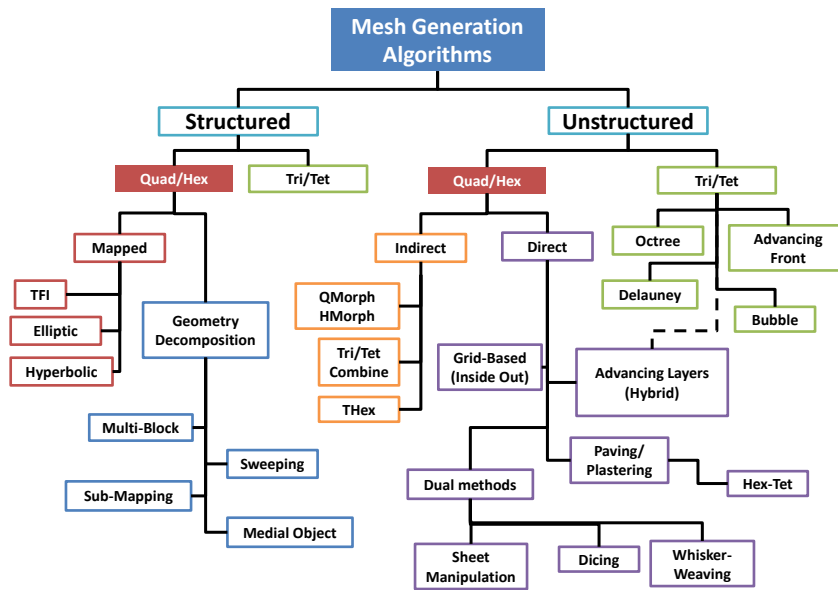 Mesh Generation
Algorithms
Structured
Unstructured
Quad/Hex
Tri/Tet
Quad/Hex
Tri/Tet
Mapped
Indirect
Direct
Octree
Advancing
Front
TFI
Elliptic
Hyperbolic
Geometry
Decomposition
QMorph
HMorph
Tri/Tet
Combine
THex
Delauney
Bubble
Grid-Based
(Inside Out)
Advancing Layers
(Hybrid)
Multi-Block
Sweeping
Sub-Mapping
Medial Object
Dual methods
Paving/
Plastering
Hex-Tet
Sheet
Manipulation
Dicing
Whisker-
Weaving